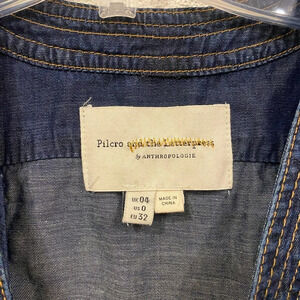 Pilcro and the Letterpress
by ANTHROPOLOGIE
UK 04
US 0
EU 32
MADE IN
CHINA